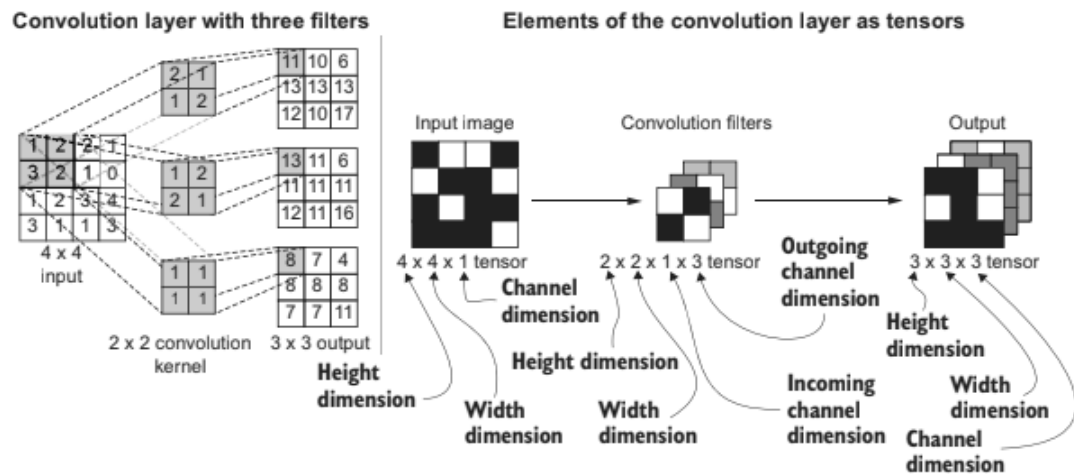 Convolution layer with three filters
Elements of the convolution layer as tensors
2 1
1 2
11 10 6
13 13 13
12 10 17
1 2 2 1
3 2 1 0
1 2 3 4
3 1 1 3
4 x 4
input
1 2
2 1
13 11 6
11 11 11
12 11 16
1 1
1 1
8 7 4
8 8 8
7 7 11
2 x 2 convolution
kernel
3 x 3 output
Input image
Convolution filters
Output
4 x 4 x 1 tensor
2 x 2 x 1 x 3 tensor
3 x 3 x 3 tensor
Channel
dimension
Outgoing
channel
dimension
Height
dimension
Height dimension
Height
dimension
Width
dimension
Width
dimension
Incoming
channel
dimension
Width
dimension
Channel
dimension